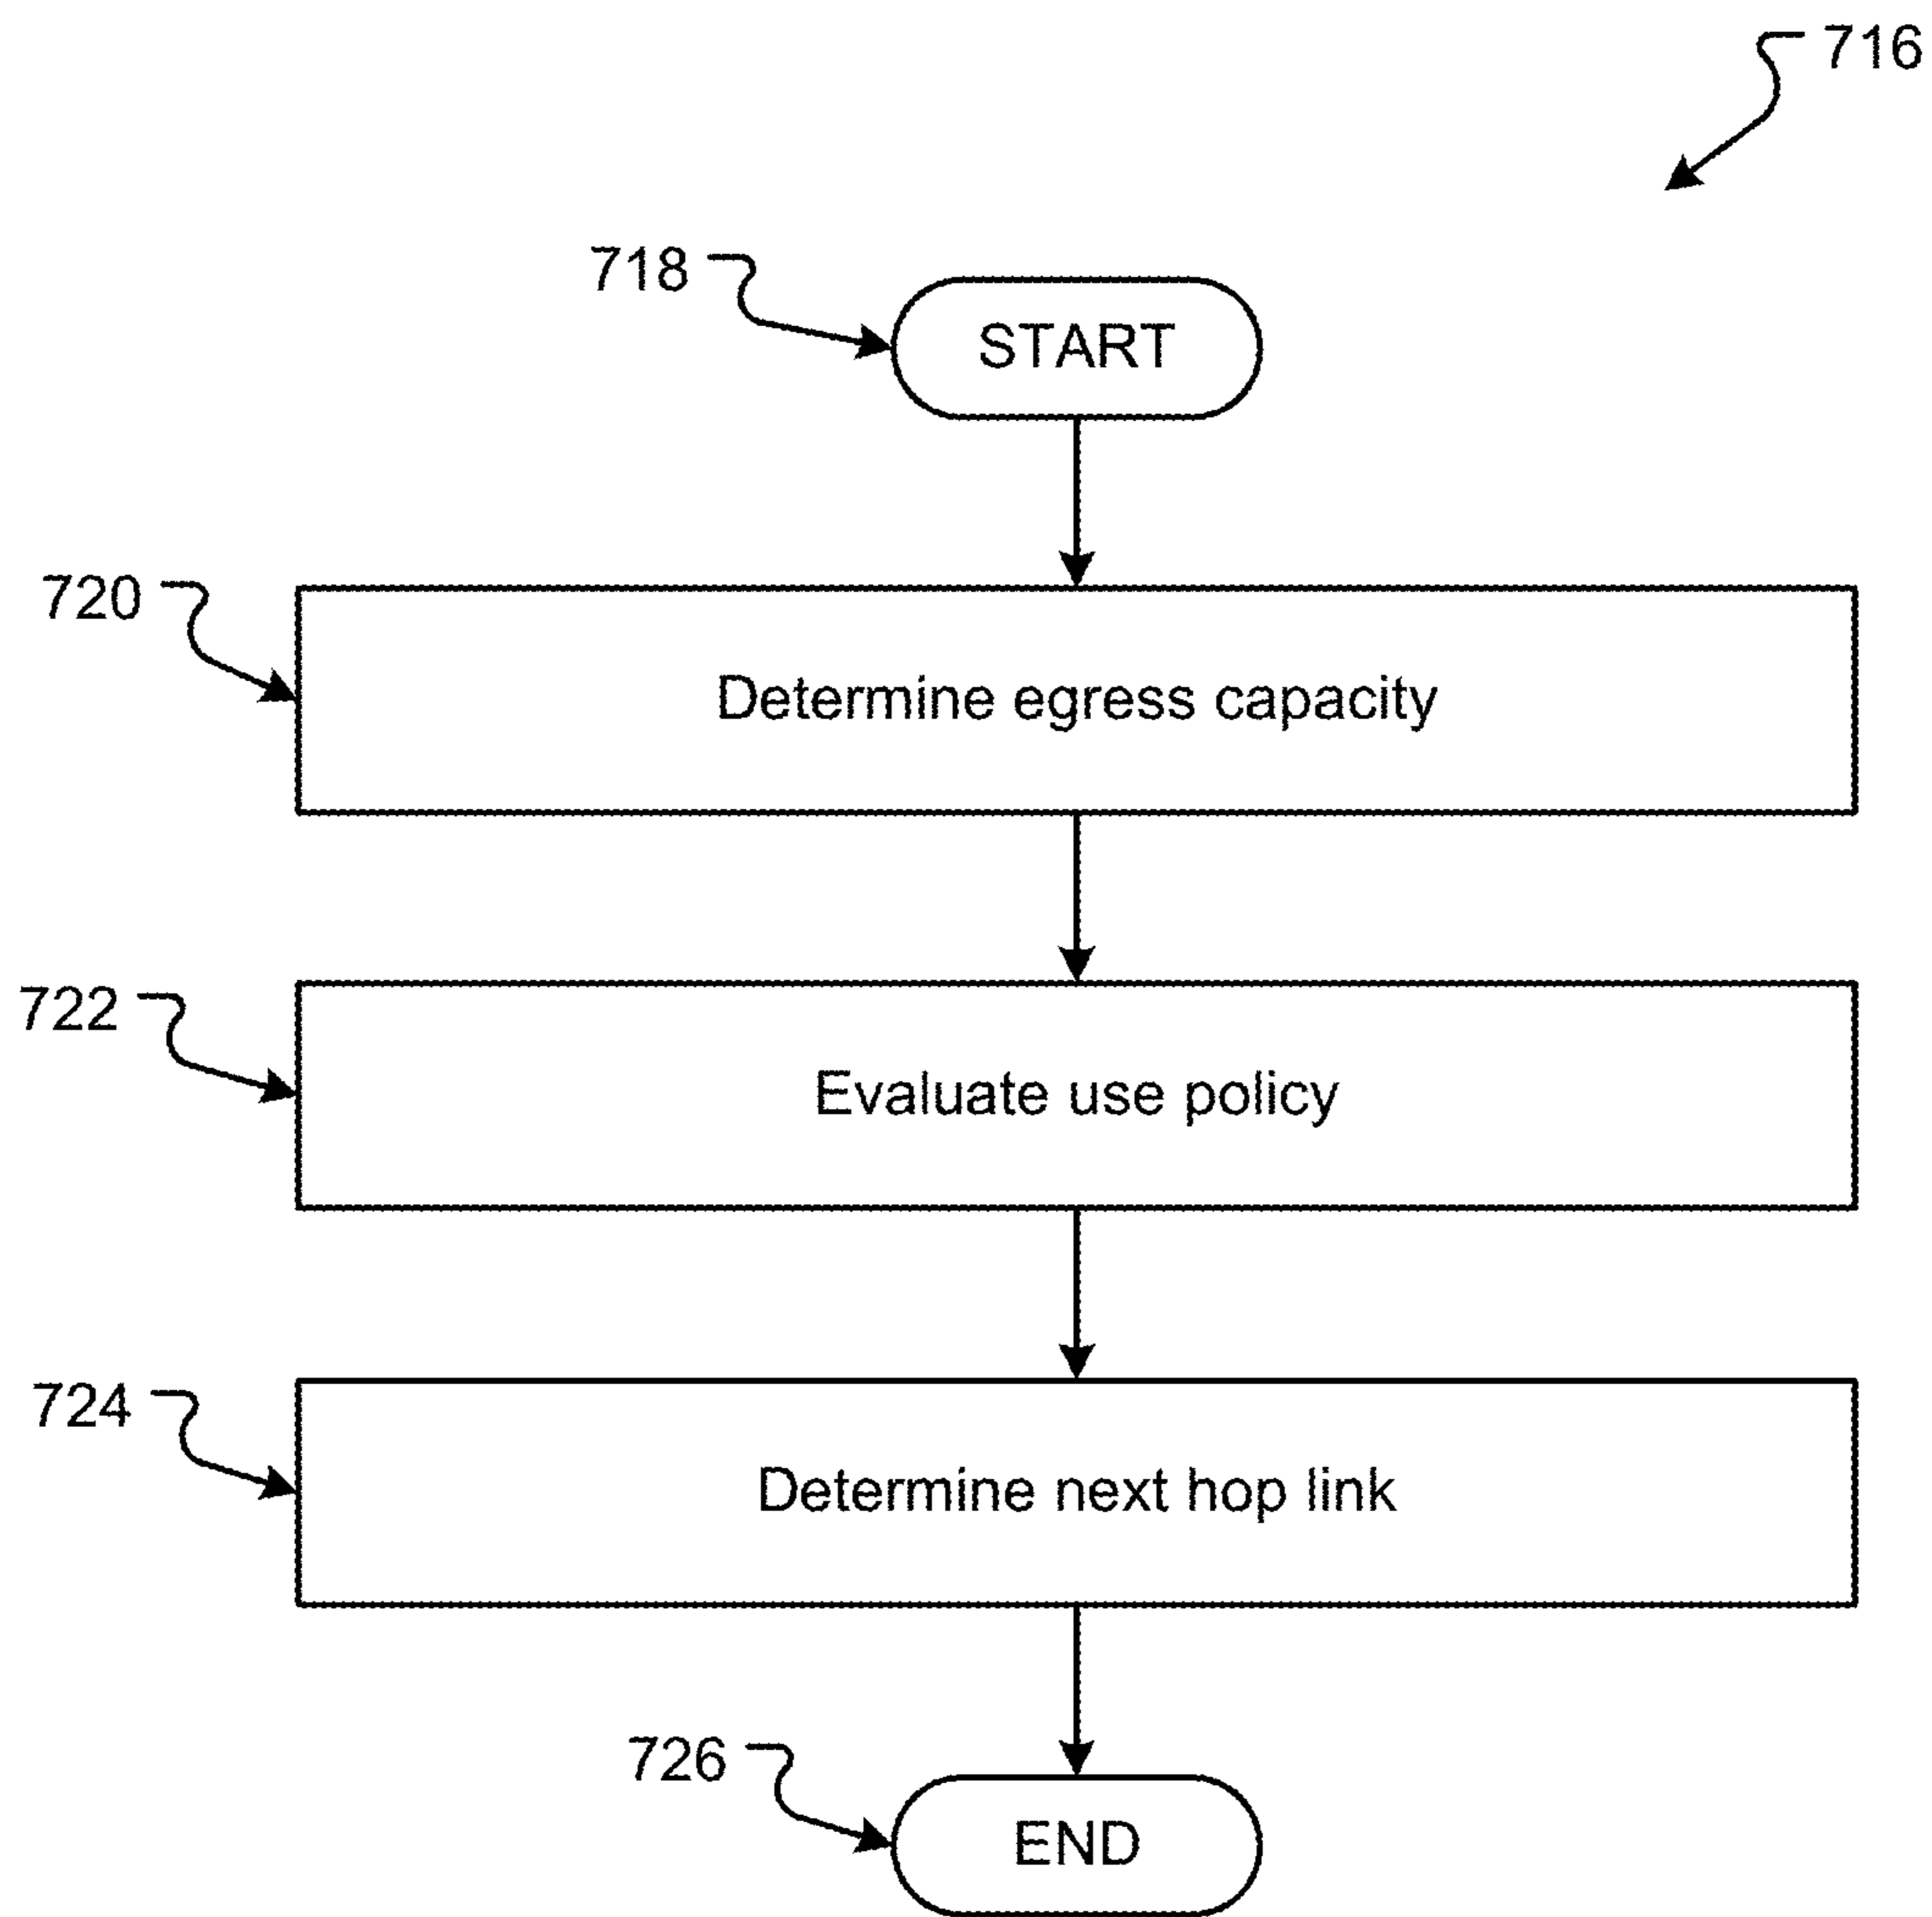 716
718
START
720
Determine egress capacity
722
Evaluate use policy
724
Determine next hop link
726
END